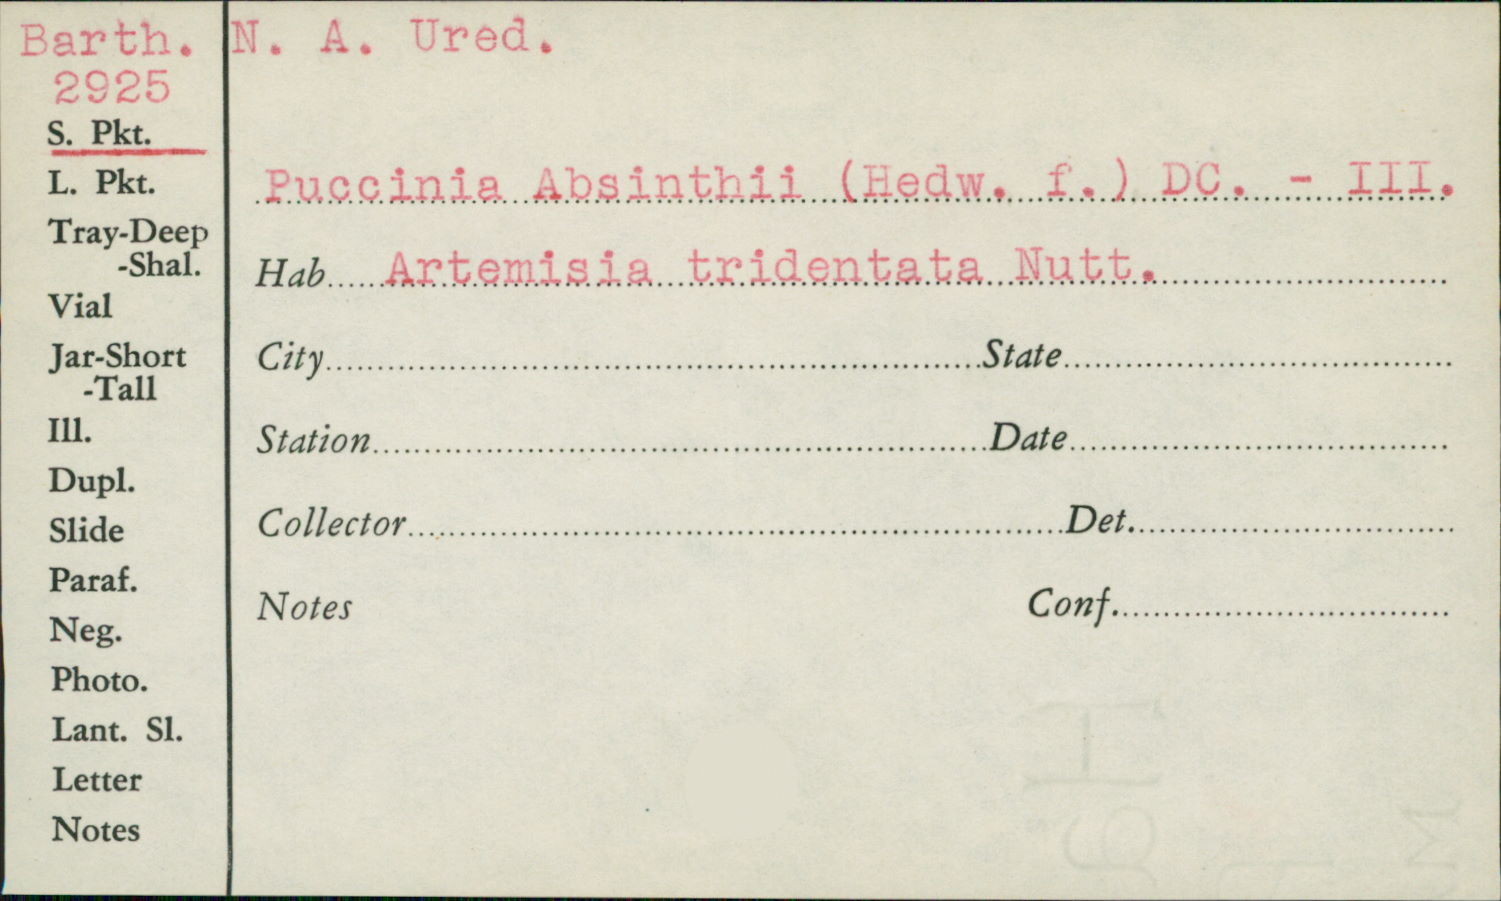 Barth. N. A. Ured.
2925
S. Pkt.
L. Pkt.
Tray-Deep
-Shal.
Vial
Jar-Short
-Tall
Ill.
Dupl.
Slide
Paraf.
Neg.
Photo.
Lant. Sl.
Letter
Notes
Puccinia Absinthii (Hedw. f.) DC. - III.
Hab Artemisia tridentata Nutt.
City State
Station Date
Collector Det.
Notes Conf.